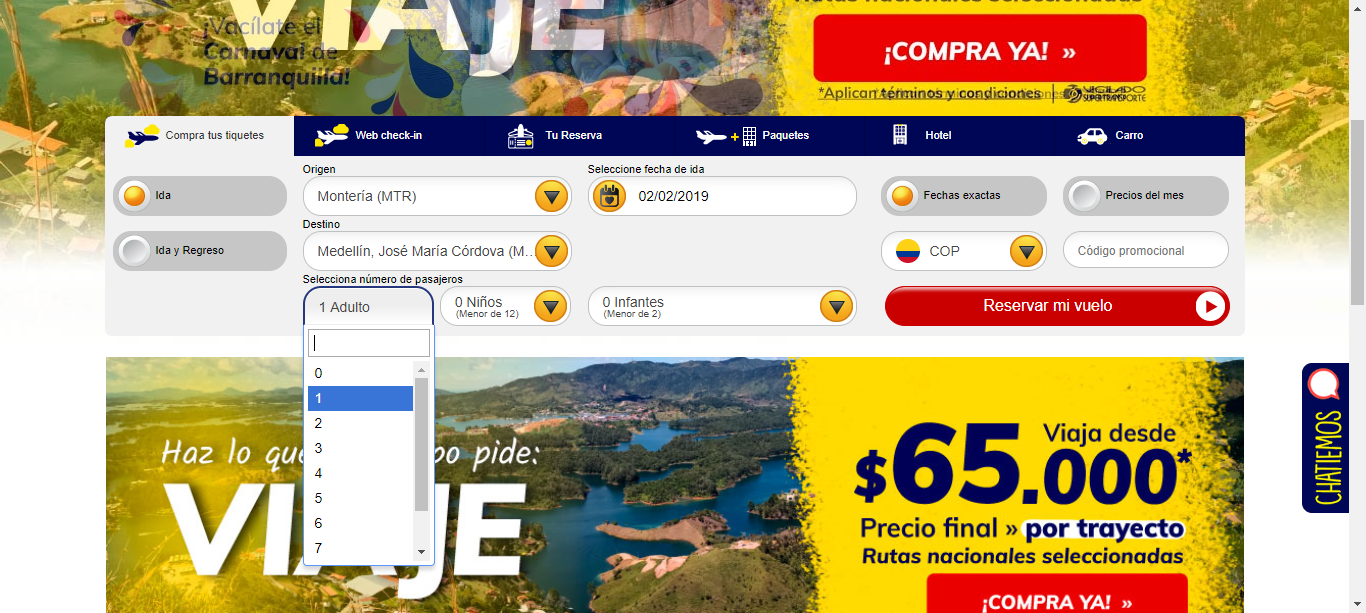 Rutas nacionales seleccionadas
VIAJE
¡Vacílate el
Carnaval de
Barranquilla!
¡COMPRA YA! »
*Aplican términos y condiciones
VIGILADO
SUPERTRANSPORTE
Compra tus tiquetes
Web check-in
Tu Reserva
Paquetes
Hotel
Carro
Ida
Ida y Regreso
Origen
Montería (MTR)
Seleccione fecha de ida
02/02/2019
Fechas exactas
Precios del mes
Destino
Medellín, José María Córdova (M...
COP
Código promocional
Selecciona número de pasajeros
1 Adulto
0 Niños
(Menor de 12)
0 Infantes
(Menor de 2)
Reservar mi vuelo
0
1
2
3
4
5
6
7
Haz lo que po pide:
VIAJE
$65.000*
Viaja desde
Precio final » por trayecto
Rutas nacionales seleccionadas
¡COMPRA YA! »
CHATIEMOS